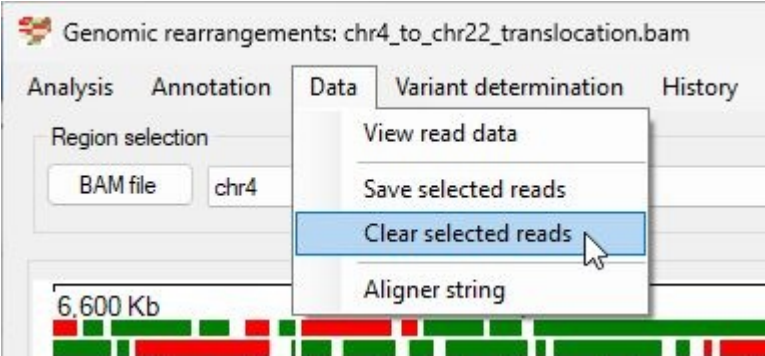 Genomic rearrangements: chr4_to_chr22_translocation.bam
Analysis Annotation Data Variant determination History
Region selection
View read data
BAM file chr4
Save selected reads
Clear selected reads
Aligner string
6,600 Kb